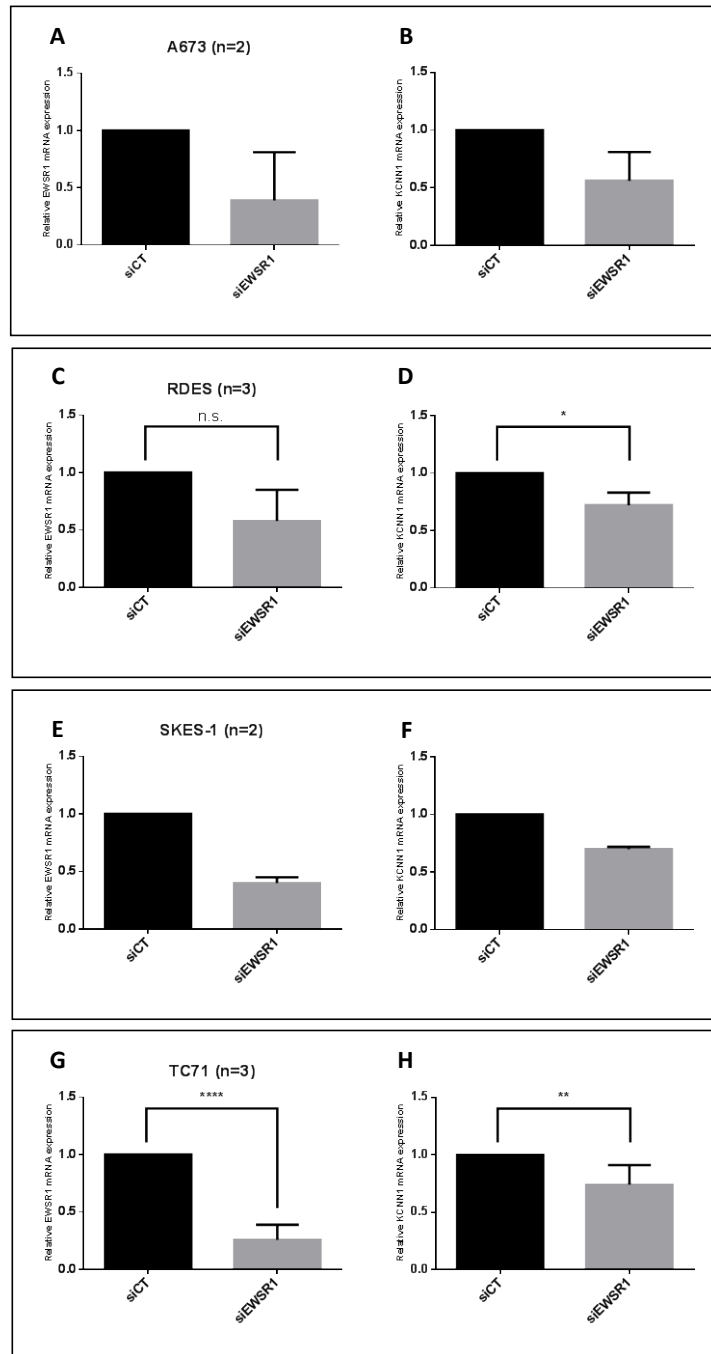 A B
A673 (n=2)
Relative EWSR1 mRNA expression
1.5
1.0
0.5
0.0
siCT
siEWSR1
Relative KCNN1 mRNA expression
1.5
1.0
0.5
0.0
siCT
siEWSR1
C D
RDES (n=3)
Relative EWSR1 mRNA expression
1.5
1.0
0.5
0.0
n.s.
siCT
siEWSR1
Relative KCNN1 mRNA expression
1.5
1.0
0.5
0.0
*
siCT
siEWSR1
E F
SKES-1 (n=2)
Relative EWSR1 mRNA expression
1.5
1.0
0.5
0.0
siCT
siEWSR1
Relative KCNN1 mRNA expression
1.5
1.0
0.5
0.0
siCT
siEWSR1
G H
TC71 (n=3)
Relative EWSR1 mRNA expression
1.5
1.0
0.5
0.0
****
siCT
siEWSR1
Relative KCNN1 mRNA expression
1.5
1.0
0.5
0.0
**
siCT
siEWSR1